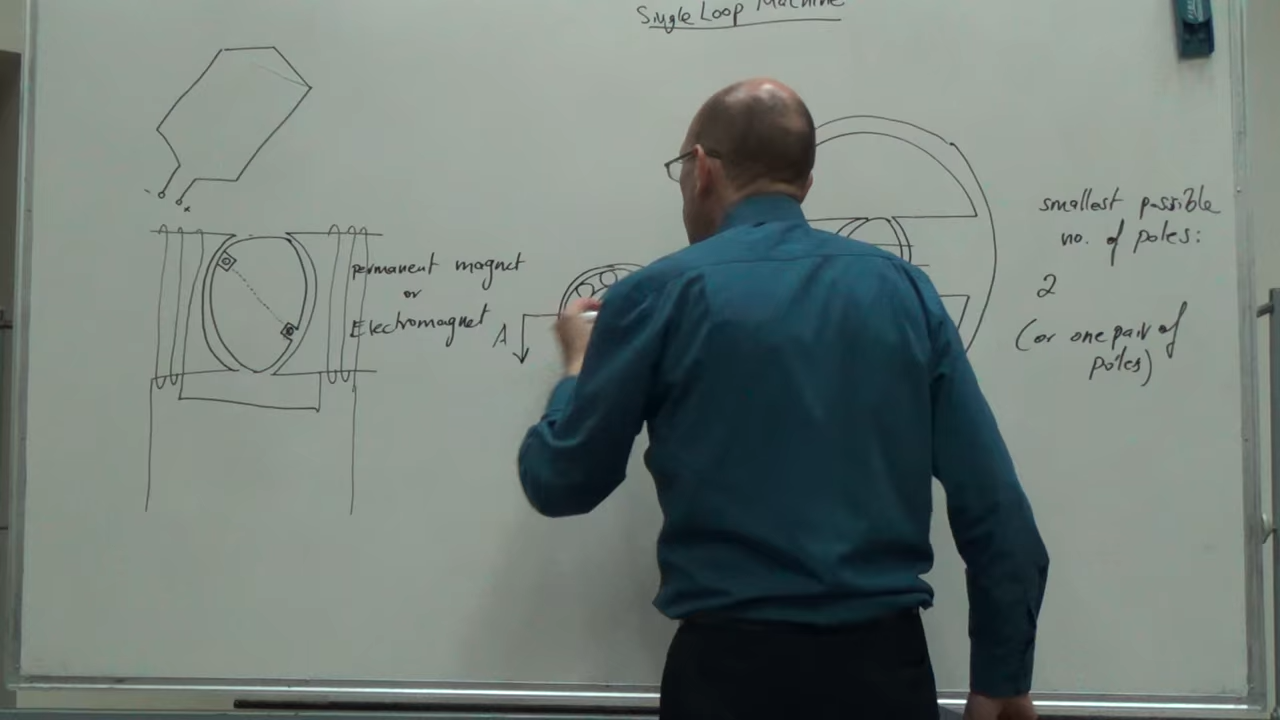 Single Loop Machine
permanent magnet
or
Electromagnet
A
smallest possible
no. of poles:
2
(or one pair of
poles)